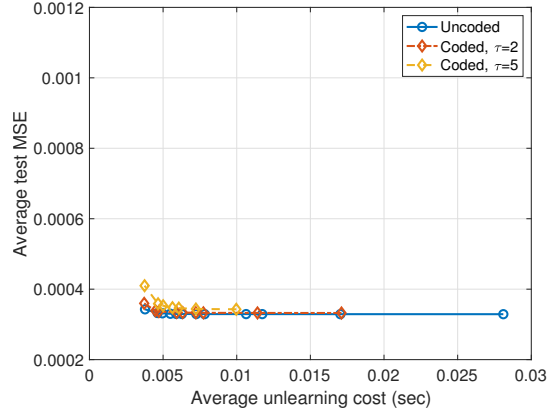 0.0012
0.001
0.0008
0.0006
0.0004
0.0002
Average test MSE
Uncoded
Coded, τ=2
Coded, τ=5
0
0.005
0.01
0.015
0.02
0.025
0.03
Average unlearning cost (sec)